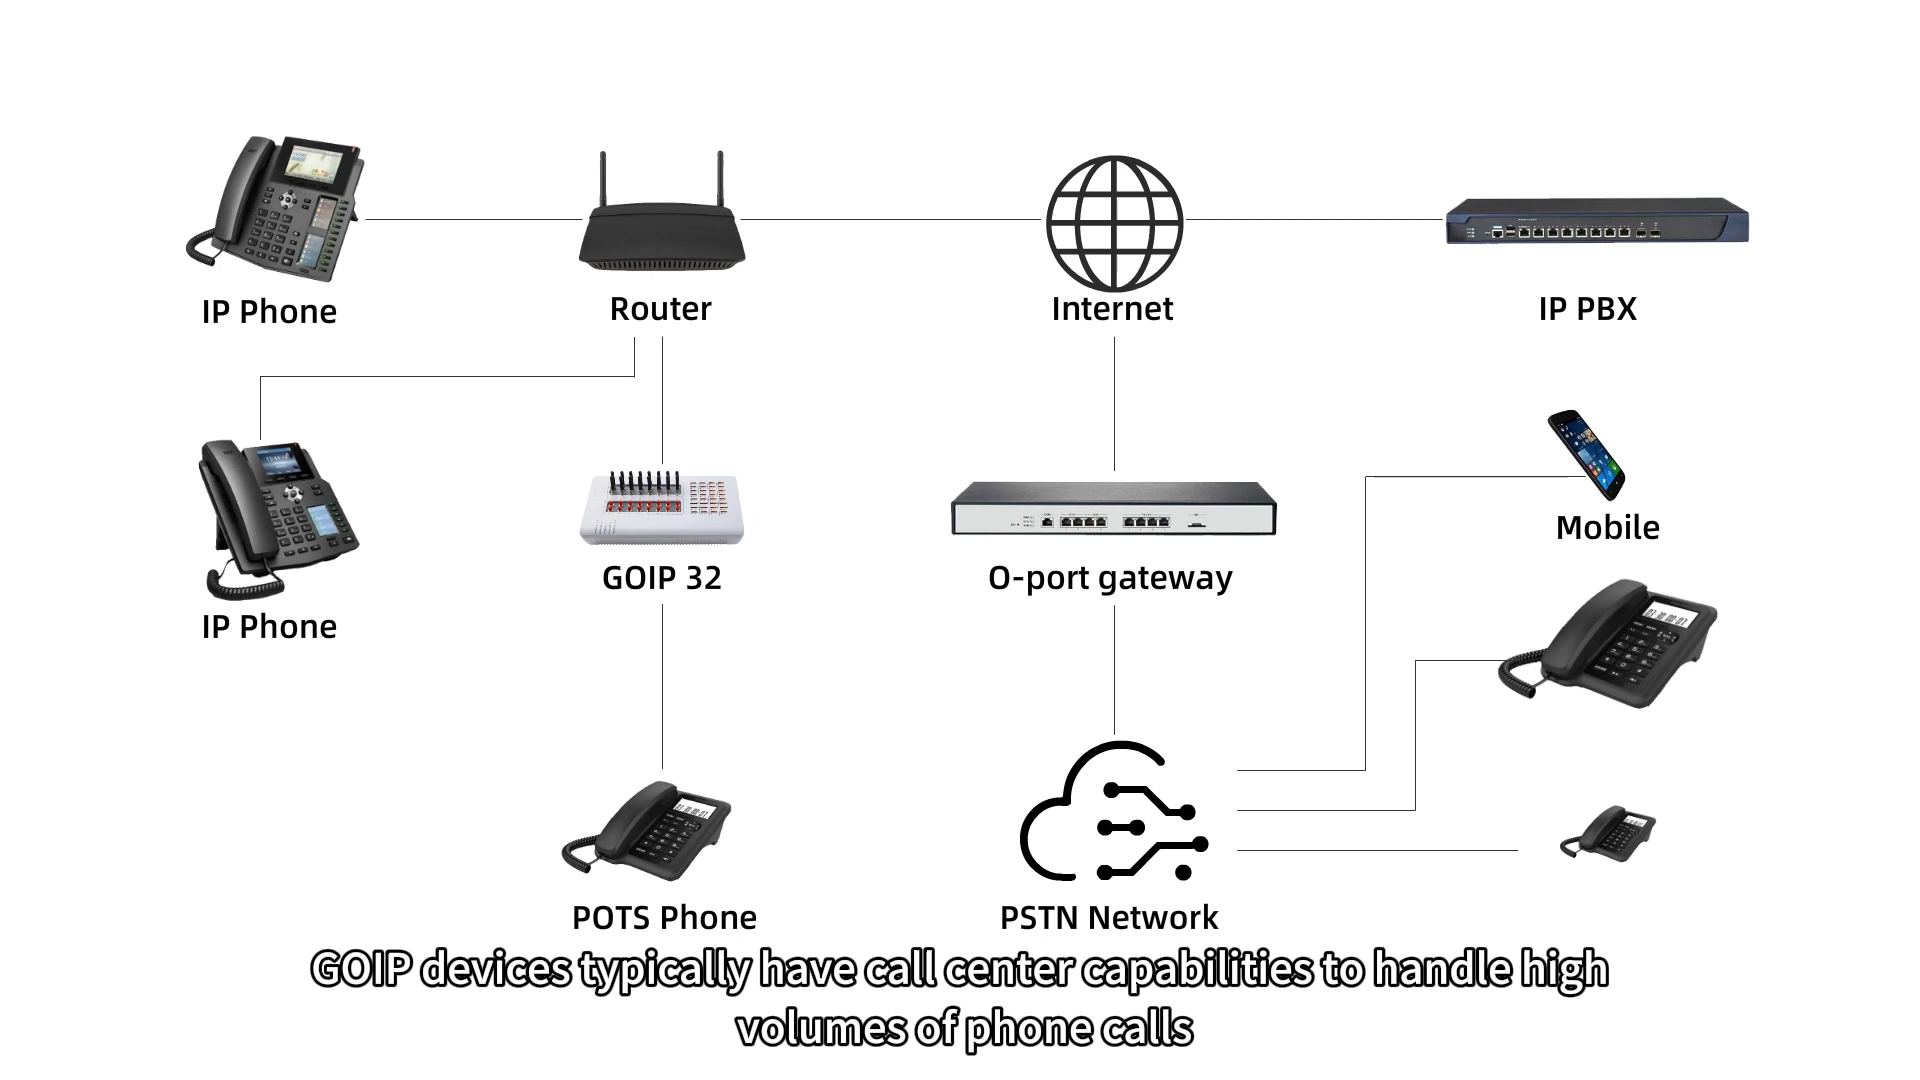 IP Phone
Router
Internet
IP PBX
IP Phone
GOIP 32
O-port gateway
Mobile
POTS Phone
PSTN Network
GOIP devices typically have call center capabilities to handle high
volumes of phone calls